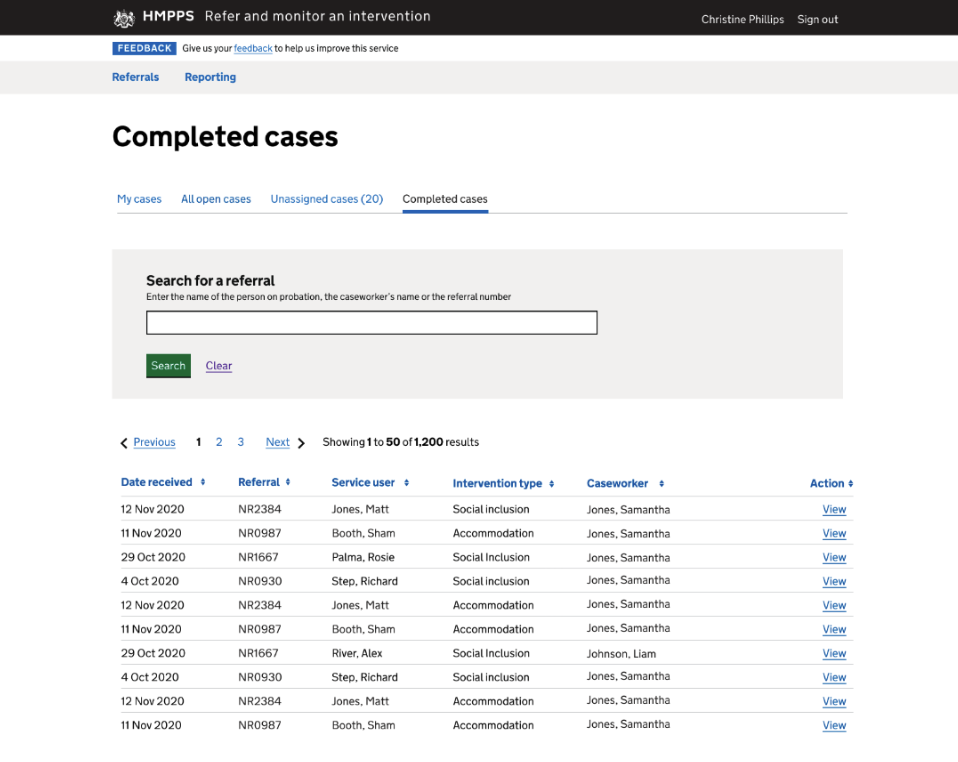 HMPPS Refer and monitor an intervention Christine Phillips Sign out
FEEDBACK Give us your feedback to help us improve this service
Referrals Reporting
Completed cases
My cases All open cases Unassigned cases (20) Completed cases
Search for a referral
Enter the name of the person on probation, the caseworker's name or the referral number
Search Clear
Previous 1 2 3 Next Showing 1 to 50 of 1,200 results
Date received Referral Service user Intervention type Caseworker Action
12 Nov 2020 NR2384 Jones, Matt Social inclusion Jones, Samantha View
11 Nov 2020 NR0987 Booth, Sham Accommodation Jones, Samantha View
29 Oct 2020 NR1667 Palma, Rosie Social Inclusion Jones, Samantha View
4 Oct 2020 NR0930 Step, Richard Social inclusion Jones, Samantha View
12 Nov 2020 NR2384 Jones, Matt Accommodation Jones, Samantha View
11 Nov 2020 NR0987 Booth, Sham Accommodation Jones, Samantha View
29 Oct 2020 NR1667 River, Alex Social Inclusion Johnson, Liam View
4 Oct 2020 NR0930 Step, Richard Social inclusion Jones, Samantha View
12 Nov 2020 NR2384 Jones, Matt Accommodation Jones, Samantha View
11 Nov 2020 NR0987 Booth, Sham Accommodation Jones, Samantha View